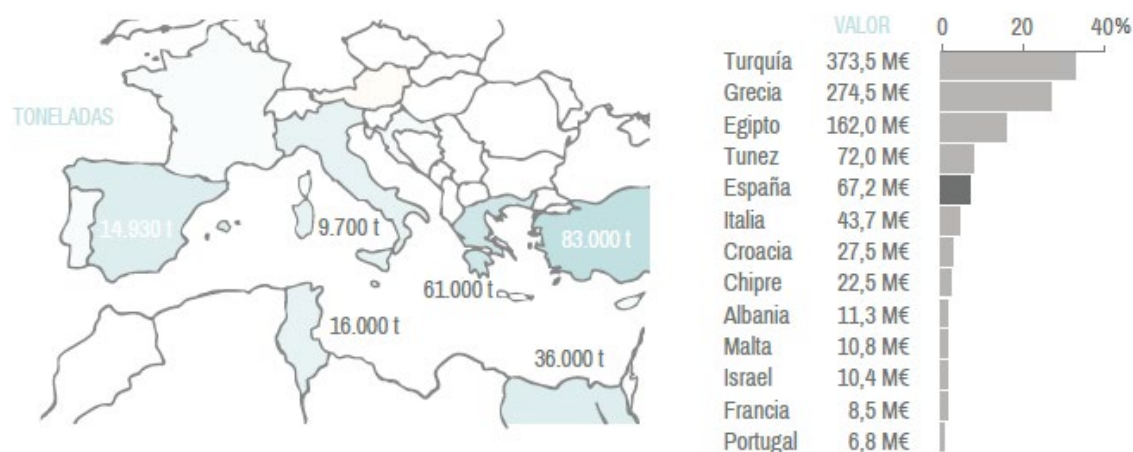 TONELADAS
14.930 t
9.700 t
83.000 t
61.000 t
16.000 t
36.000 t
VALOR 0 20 40%
Turquía 373,5 M€
Grecia 274,5 M€
Egipto 162,0 M€
Tunez 72,0 M€
España 67,2 M€
Italia 43,7 M€
Croacia 27,5 M€
Chipre 22,5 M€
Albania 11,3 M€
Malta 10,8 M€
Israel 10,4 M€
Francia 8,5 M€
Portugal 6,8 M€